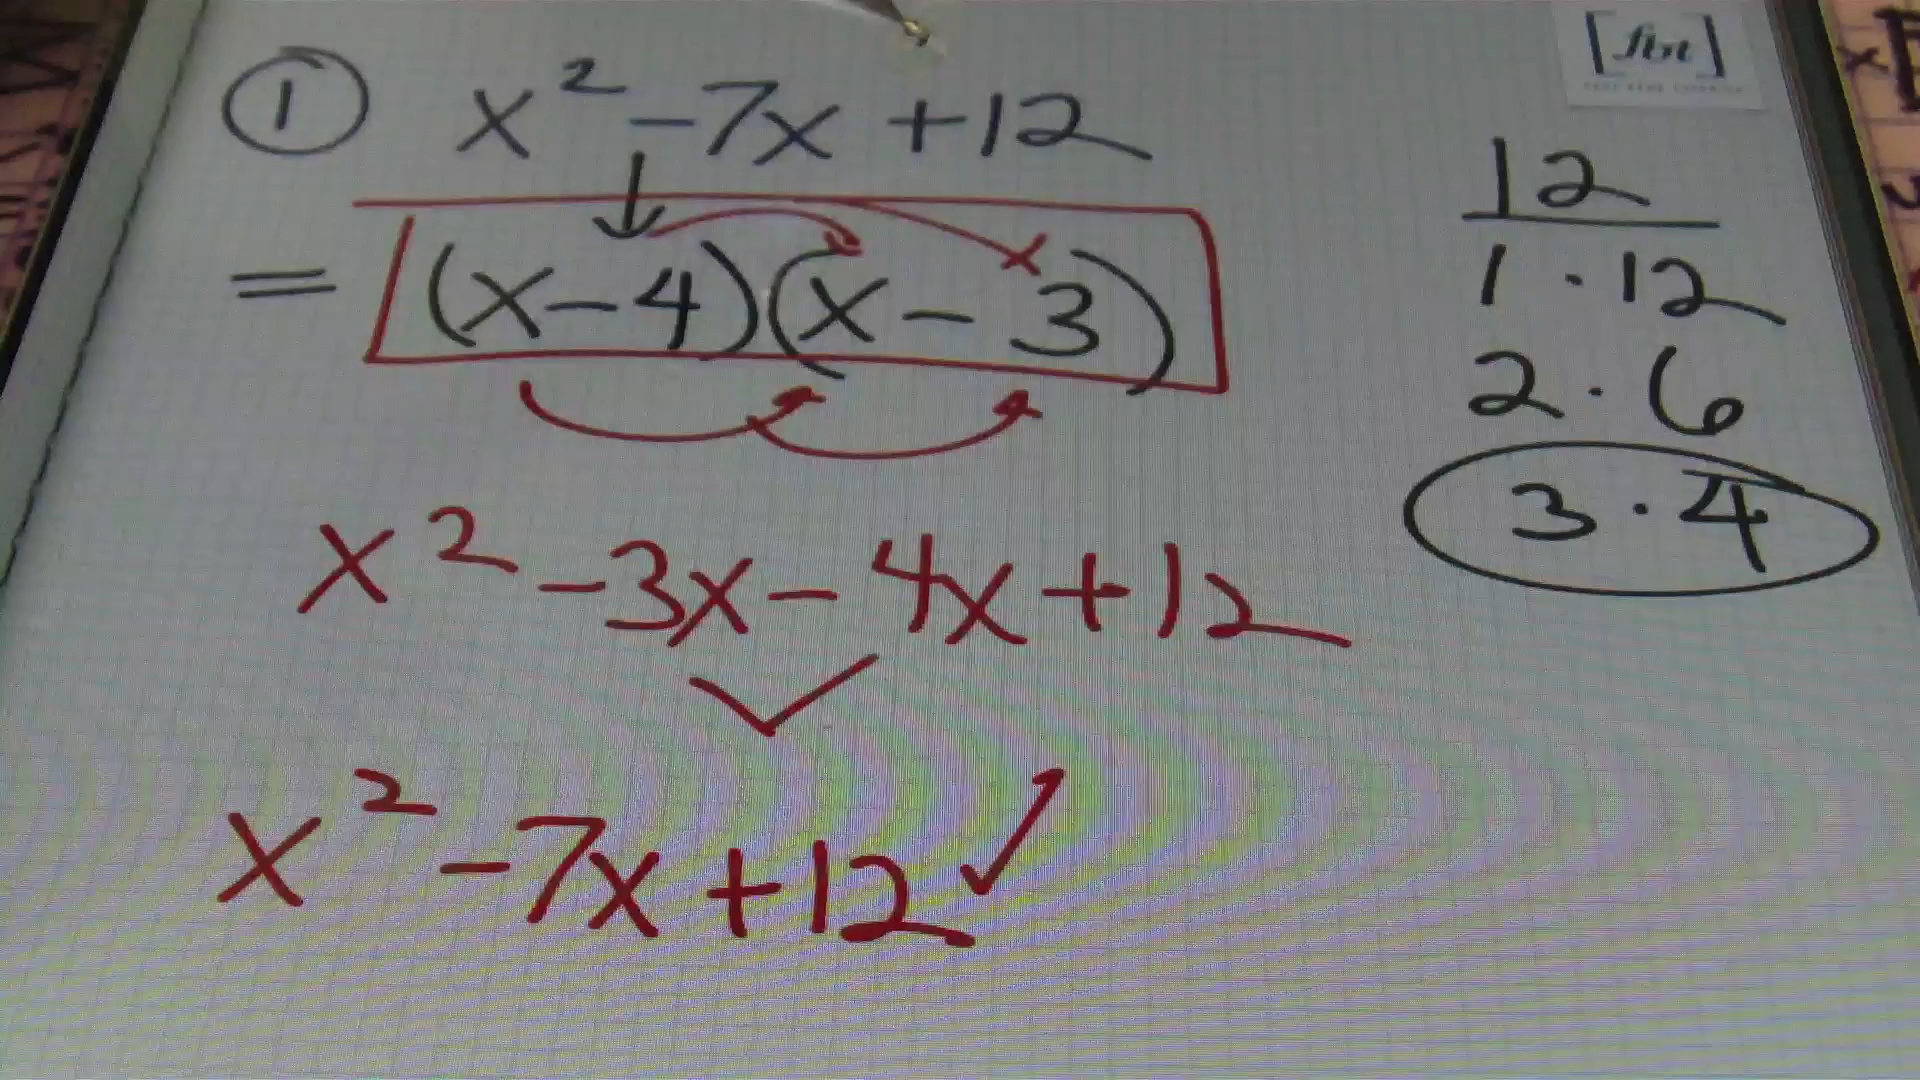 ① x² -7x +12
= (x-4)(x-3)
x² -3x - 4x +12
x² -7x +12 ✓
12
1 · 12
2 · 6
3 · 4